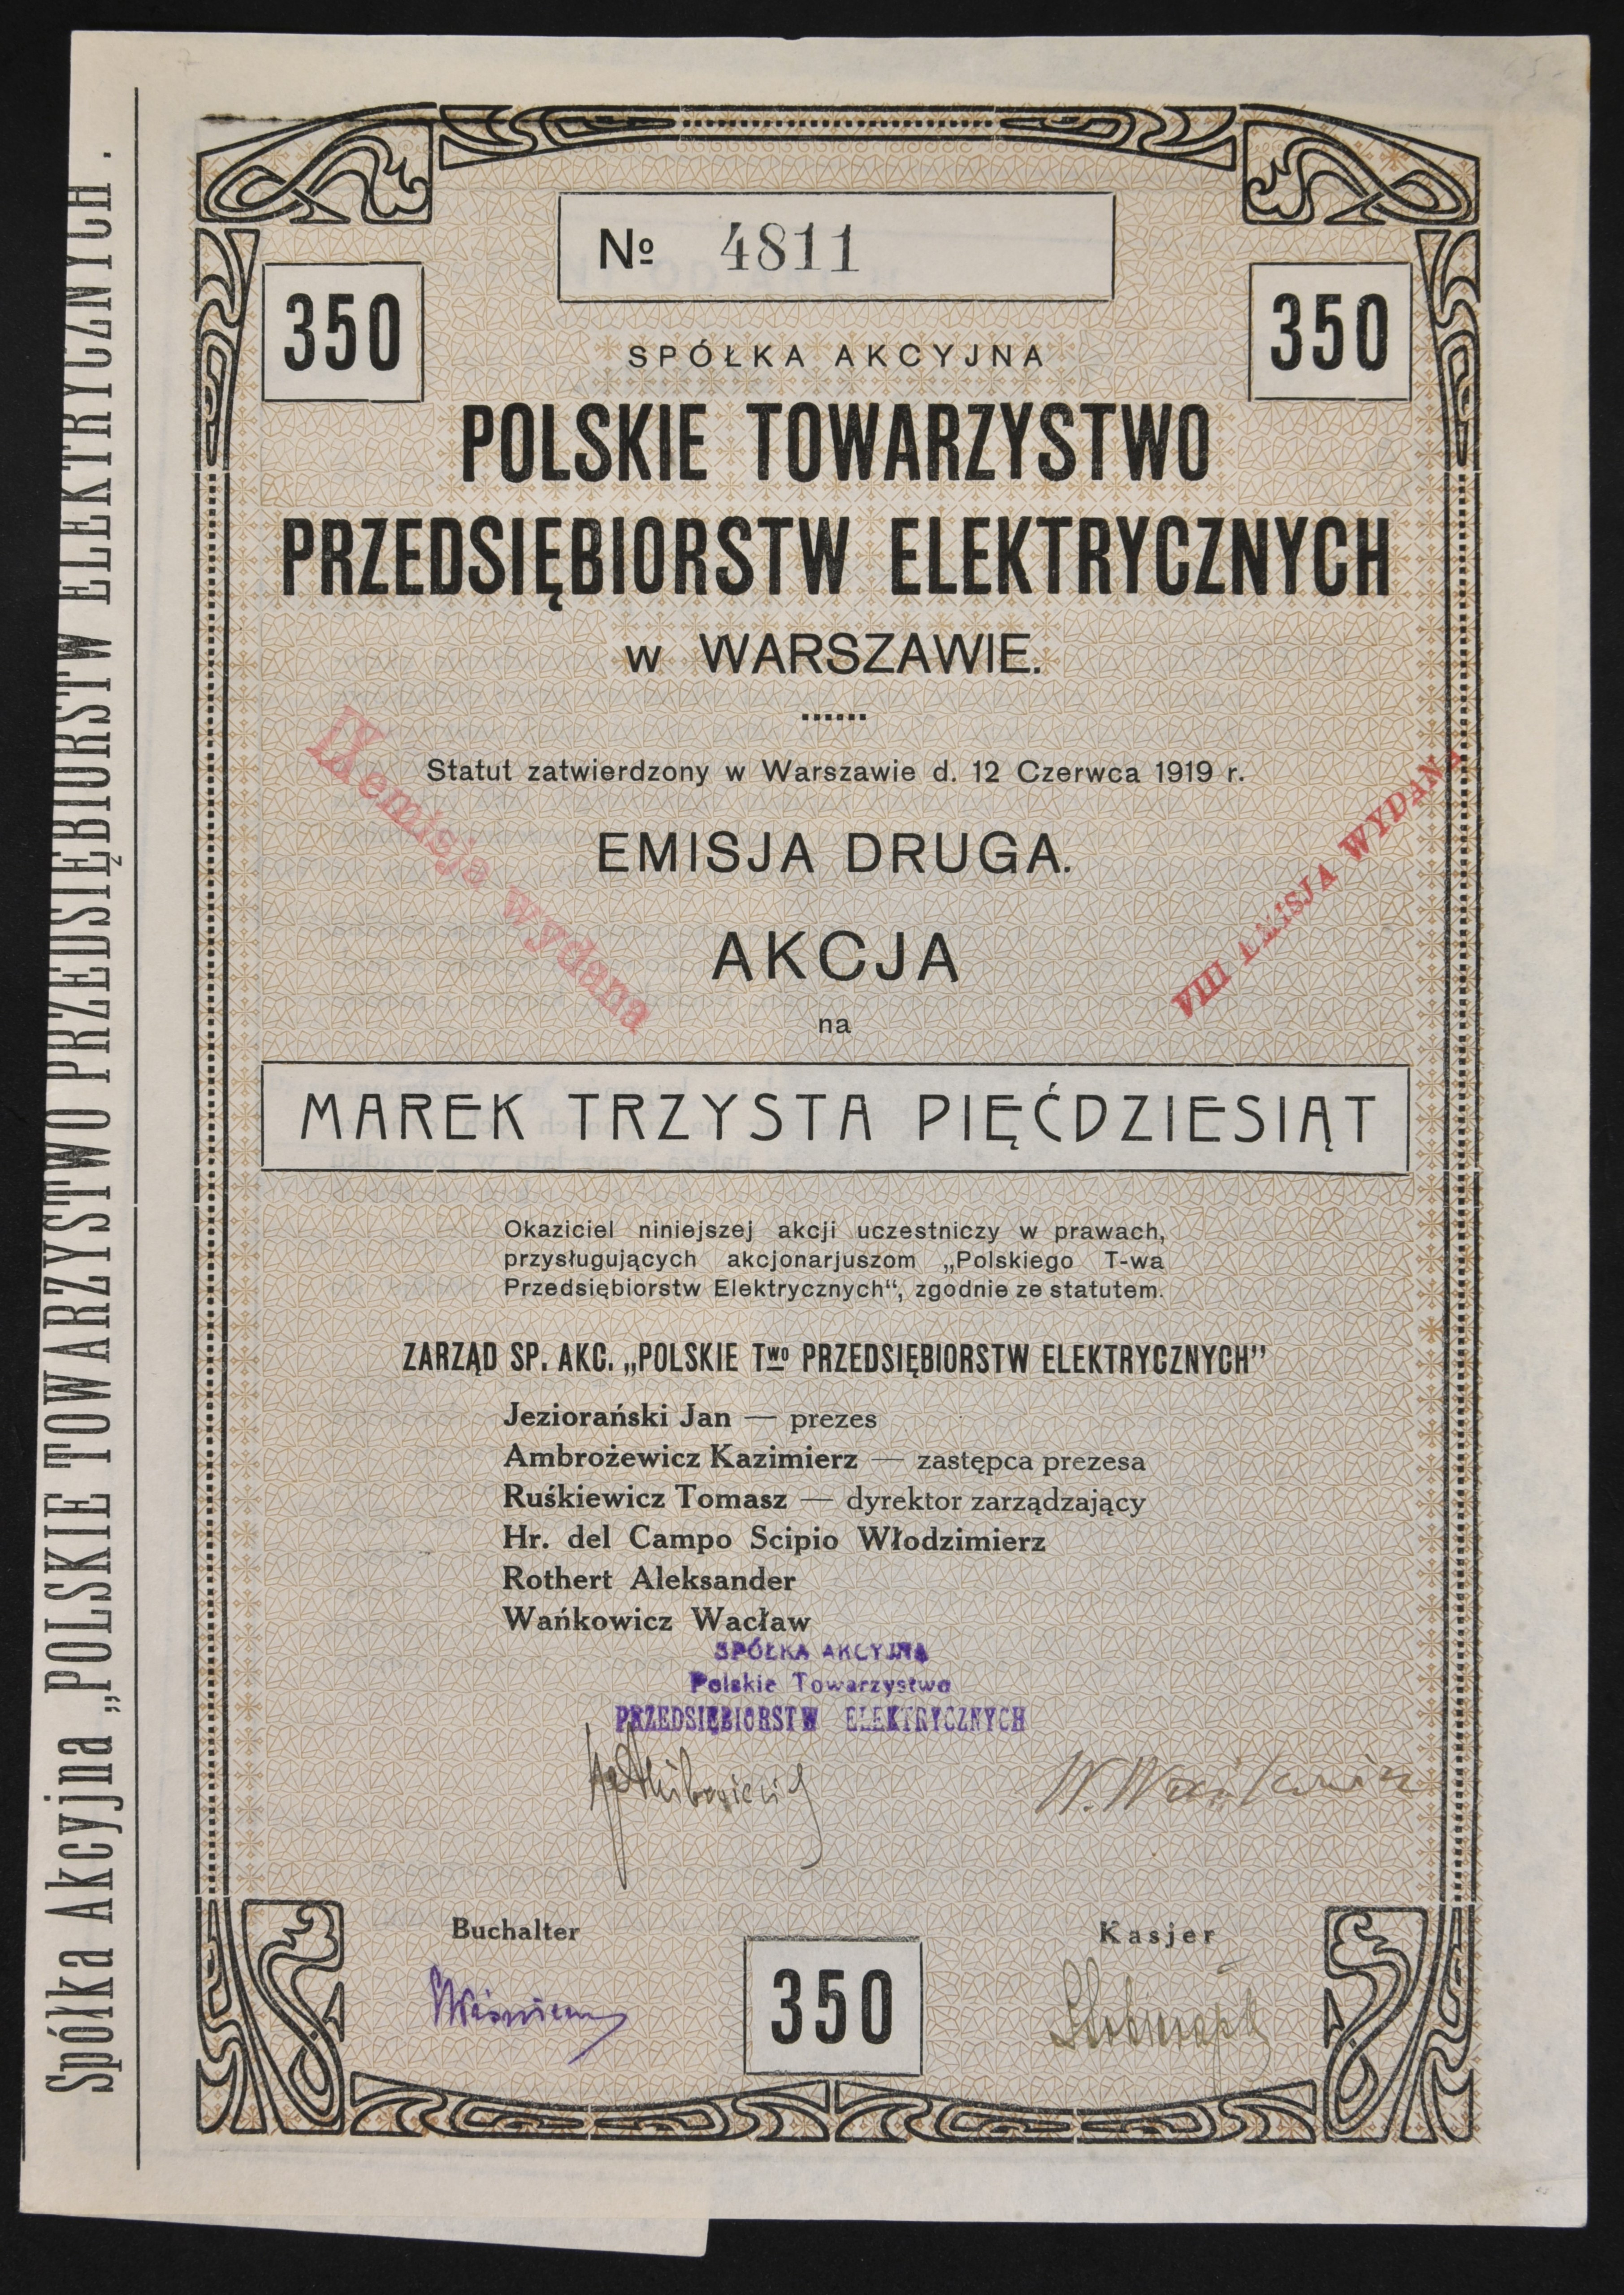 Spółka Akcyjna „POLSKIE TOWARZYSTWO PRZEDSIĘBIORSTW ELEKTRYCZNYCH.
№ 4811
350
350
SPÓŁKA AKCYJNA
POLSKIE TOWARZYSTWO
PRZEDSIĘBIORSTW ELEKTRYCZNYCH
w WARSZAWIE.
Statut zatwierdzony w Warszawie d. 12 Czerwca 1919 r.
IX emisja wydana
VIII EMISJA WYDANA
EMISJA DRUGA.
AKCJA
na
MAREK TRZYSTA PIĘĆDZIESIĄT
Okaziciel niniejszej akcji uczestniczy w prawach,
przysługujących akcjonarjuszom „Polskiego T-wa
Przedsiębiorstw Elektrycznych“, zgodnie ze statutem.
ZARZĄD SP. AKC. „POLSKIE Two PRZEDSIĘBIORSTW ELEKTRYCZNYCH”
Jeziorański Jan — prezes
Ambrożewicz Kazimierz — zastępca prezesa
Ruśkiewicz Tomasz — dyrektor zarządzający
Hr. del Campo Scipio Włodzimierz
Rothert Aleksander
Wańkowicz Wacław
SPÓŁKA AKCYJNA
Polskie Towarzystwo
PRZEDSIĘBIORSTW ELEKTRYCZNYCH
W. Wańkowicz
Buchalter
Kasjer
350